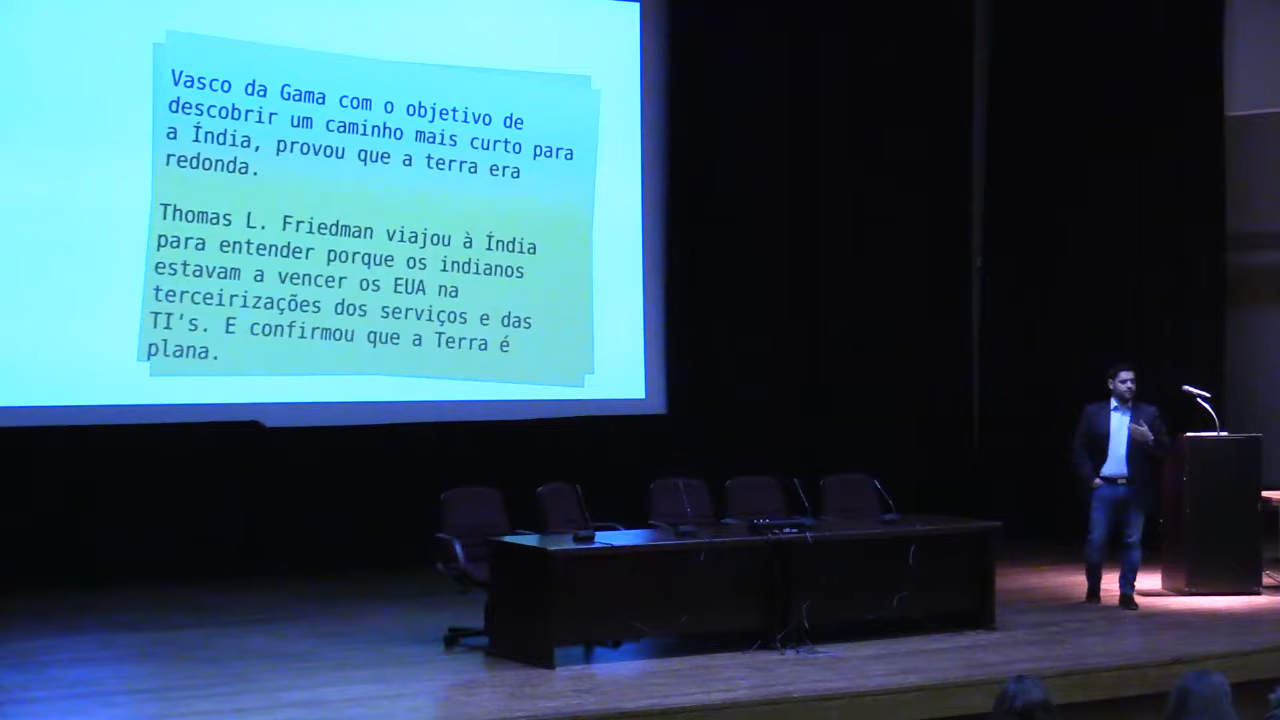 Vasco da Gama com o objetivo de
descobrir um caminho mais curto para
a Índia, provou que a terra era
redonda.
Thomas L. Friedman viajou à Índia
para entender porque os indianos
estavam a vencer os EUA na
terceirizações dos serviços e das
TI's. E confirmou que a Terra é
plana.